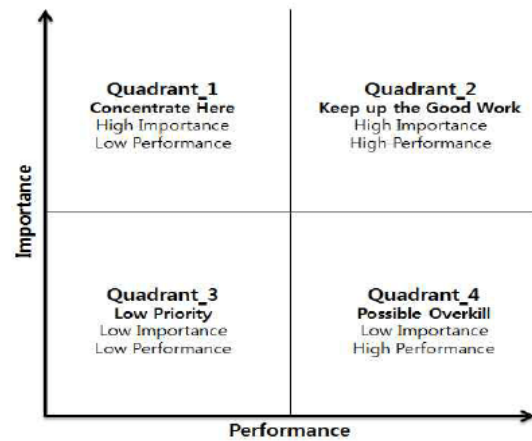 Quadrant_1
Concentrate Here
High Importance
Low Performance
Quadrant_2
Keep up the Good Work
High Importance
High Performance
Importance
Quadrant_3
Low Priority
Low Importance
Low Performance
Quadrant_4
Possible Overkill
Low Importance
High Performance
Performance